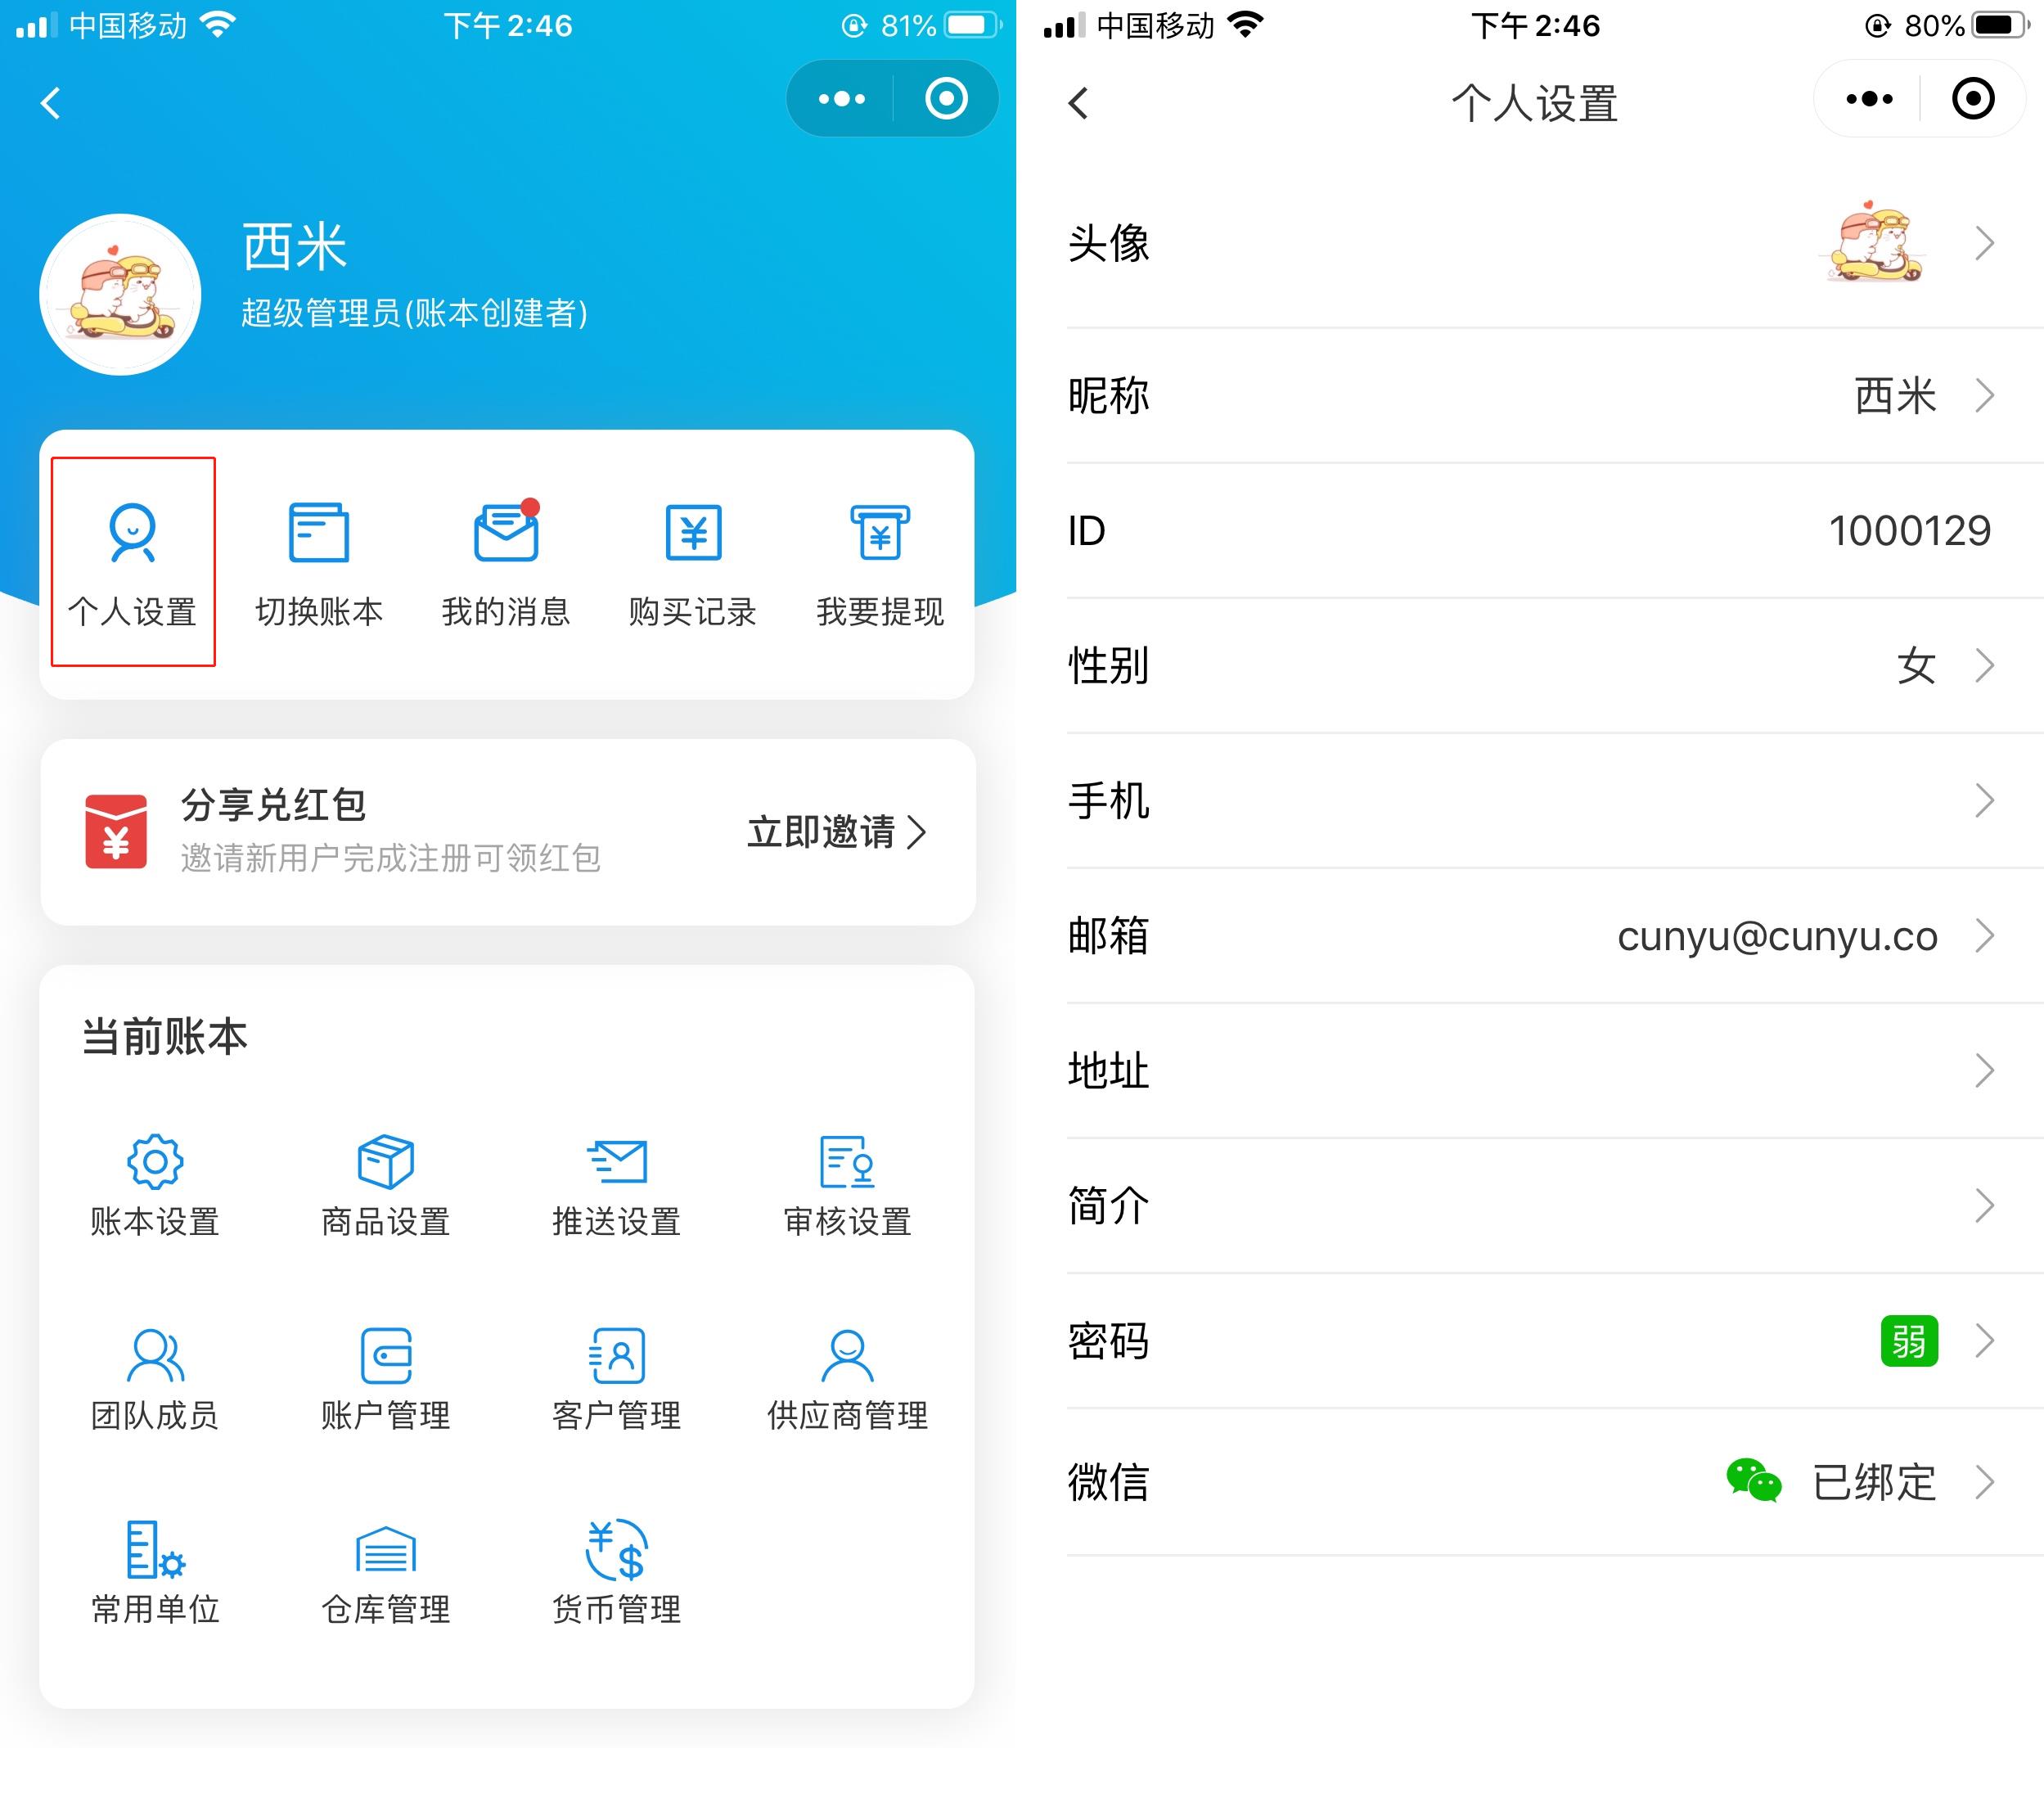 中国移动 下午 2:46 81%
西米
超级管理员(账本创建者)
个人设置 切换账本 我的消息 购买记录 我要提现
分享兑红包
邀请新用户完成注册可领红包
立即邀请
当前账本
账本设置 商品设置 推送设置 审核设置
团队成员 账户管理 客户管理 供应商管理
常用单位 仓库管理 货币管理
中国移动 下午 2:46 80%
个人设置
头像
昵称 西米
ID 1000129
性别 女
手机
邮箱 cunyu@cunyu.co
地址
简介
密码 弱
微信 已绑定